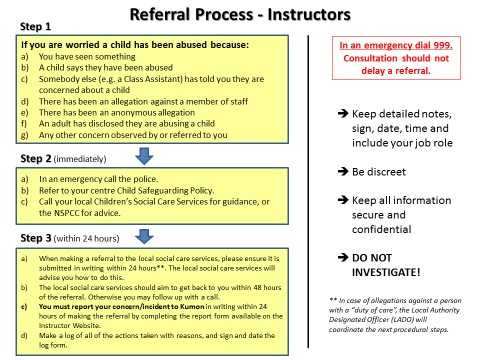 Referral Process - Instructors
Step 1
If you are worried a child has been abused because:
a) You have seen something
b) A child says they have been abused
c) Somebody else (e.g. a Class Assistant) has told you they are
concerned about a child
d) There has been an allegation against a member of staff
e) There has been an anonymous allegation
f) An adult has disclosed they are abusing a child
g) Any other concern observed by or referred to you
Step 2 (immediately)
a) In an emergency call the police.
b) Refer to your centre Child Safeguarding Policy.
c) Call your local Children's Social Care Services for guidance, or
the NSPCC for advice.
Step 3 (within 24 hours)
a) When making a referral to the local social care services, please ensure it is
submitted in writing within 24 hours**. The local social care services will
advise you how to do this.
b) The local social care services should aim to get back to you within 48 hours
of the referral. Otherwise you may follow up with a call.
c) You must report your concern/incident to Kumon in writing within 24
hours of making the referral by completing the report form available on the
Instructor Website.
d) Make a log of all of the actions taken with reasons, and sign and date the
log form.
In an emergency dial 999.
Consultation should not
delay a referral.
➔ Keep detailed notes,
sign, date, time and
include your job role
➔ Be discreet
➔ Keep all information
secure and
confidential
➔ DO NOT
INVESTIGATE!
** In case of allegations against a person
with a "duty of care", the Local Authority
Designated Officer (LADO) will
coordinate the next procedural steps.